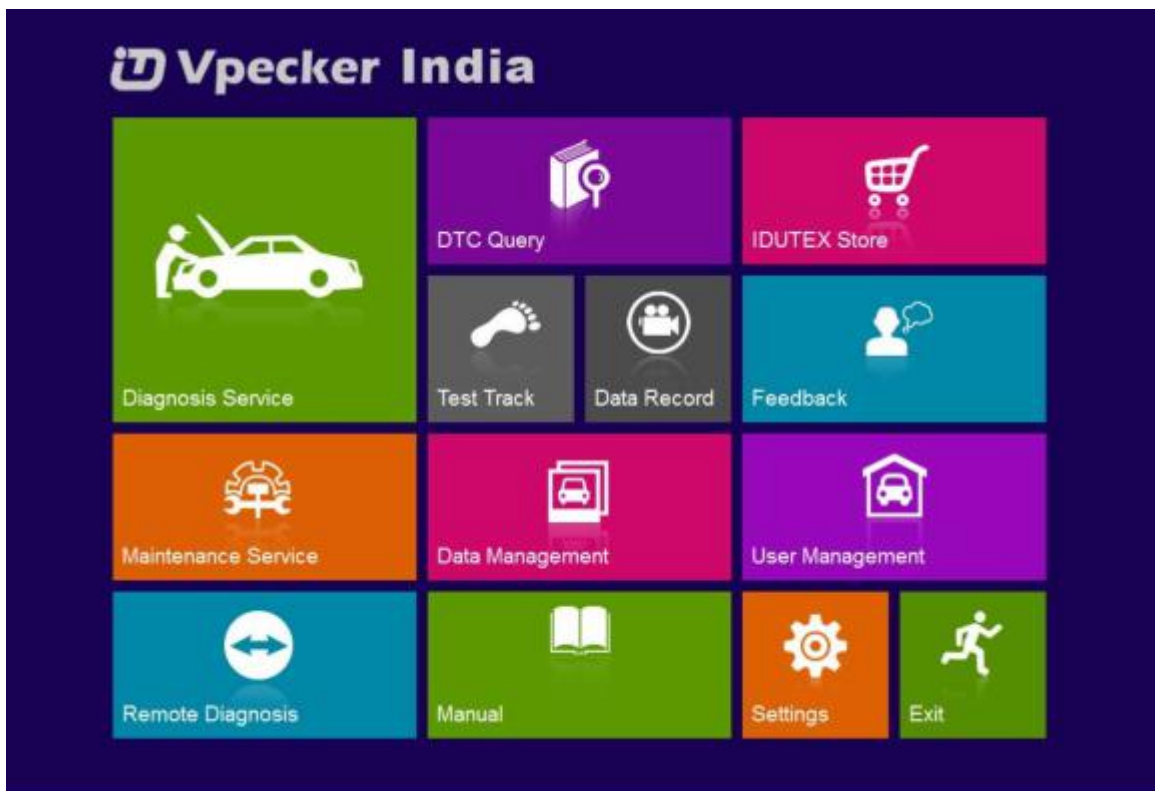 Vpecker India
DTC Query
IDUTEX Store
Diagnosis Service
Test Track
Data Record
Feedback
Maintenance Service
Data Management
User Management
Remote Diagnosis
Manual
Settings
Exit